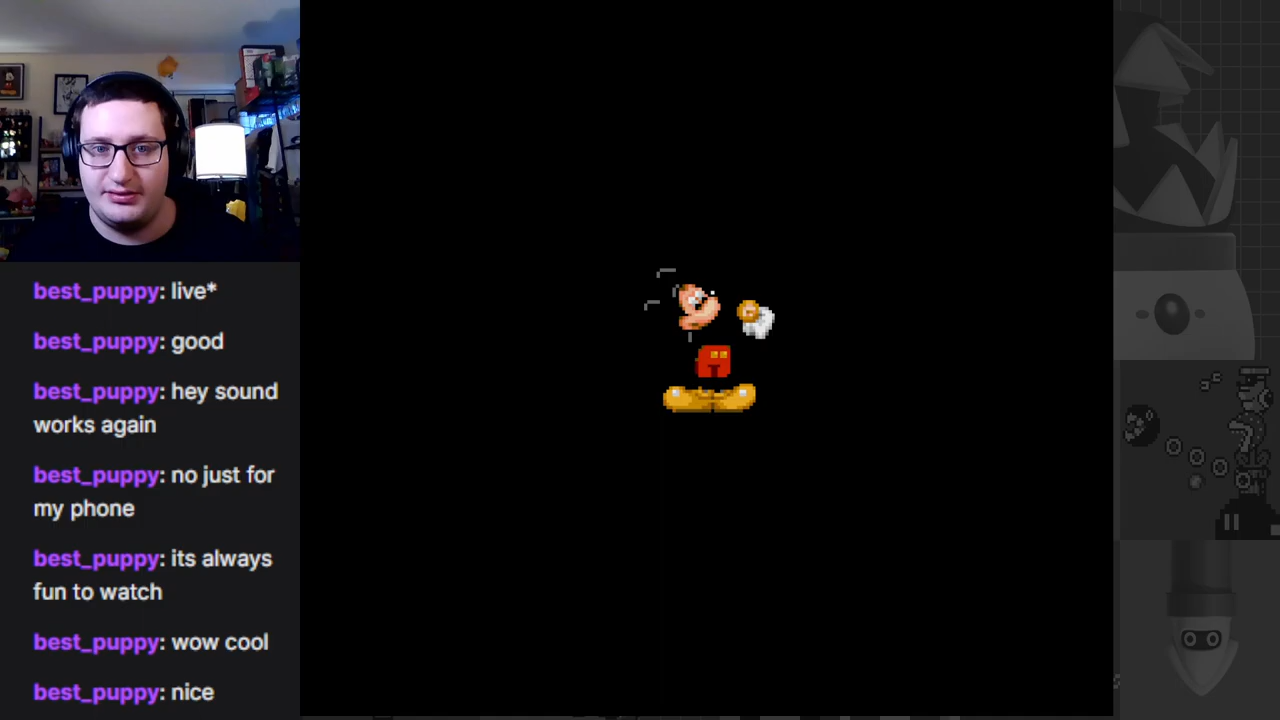 best_puppy: live*
best_puppy: good
best_puppy: hey sound
works again
best_puppy: no just for
my phone
best_puppy: its always
fun to watch
best_puppy: wow cool
best_puppy: nice